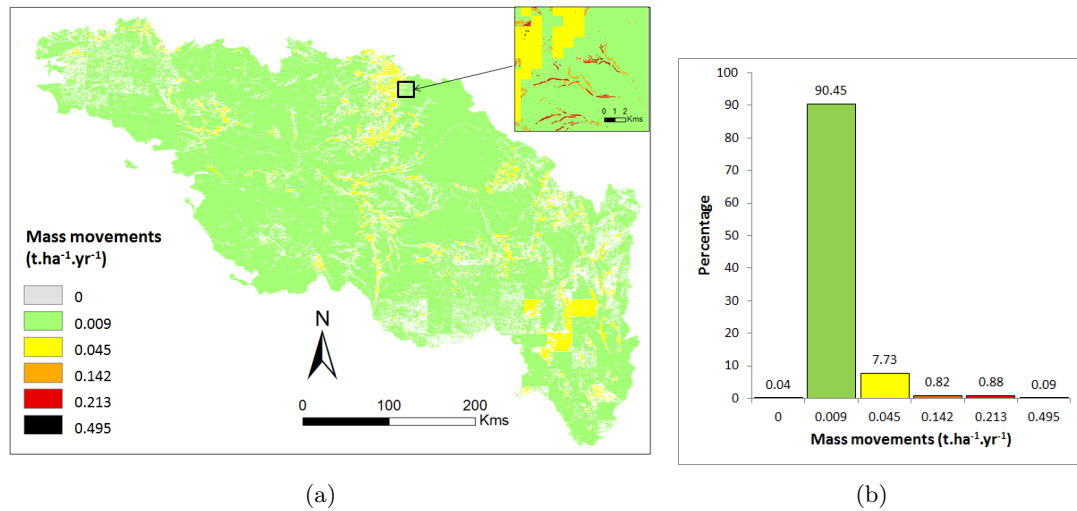 0 1 2
Kms
Mass movements
(t.ha⁻¹.yr⁻¹)
0
0.009
0.045
0.142
0.213
0.495
N
0 100 200
Kms
(a)
Percentage
100
90
80
70
60
50
40
30
20
10
0
0.04
90.45
7.73
0.82
0.88
0.09
0 0.009 0.045 0.142 0.213 0.495
Mass movements (t.ha⁻¹.yr⁻¹)
(b)